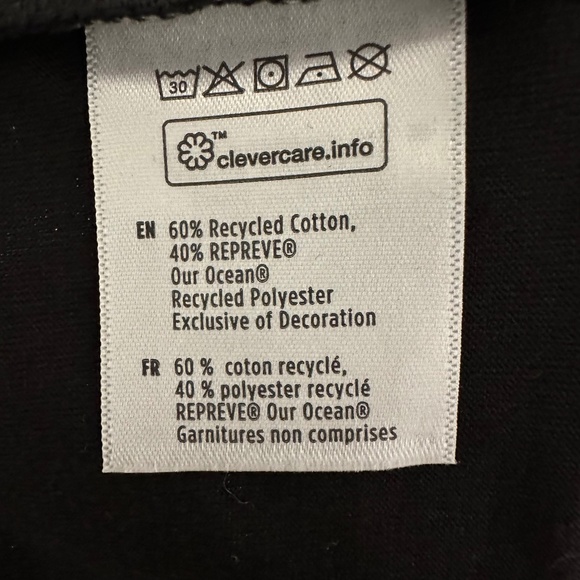 30
™
clevercare.info
EN 60% Recycled Cotton,
40% REPREVE®
Our Ocean®
Recycled Polyester
Exclusive of Decoration
FR 60 % coton recyclé,
40 % polyester recyclé
REPREVE® Our Ocean®
Garnitures non comprises